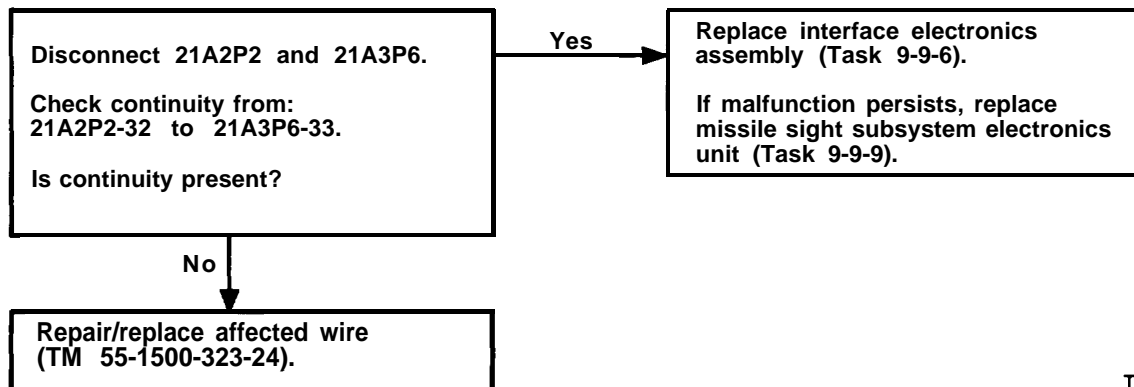 Disconnect 21A2P2 and 21A3P6.
Check continuity from:
21A2P2-32 to 21A3P6-33.
Is continuity present?
Yes
Replace interface electronics
assembly (Task 9-9-6).
If malfunction persists, replace
missile sight subsystem electronics
unit (Task 9-9-9).
No
Repair/replace affected wire
(TM 55-1500-323-24).